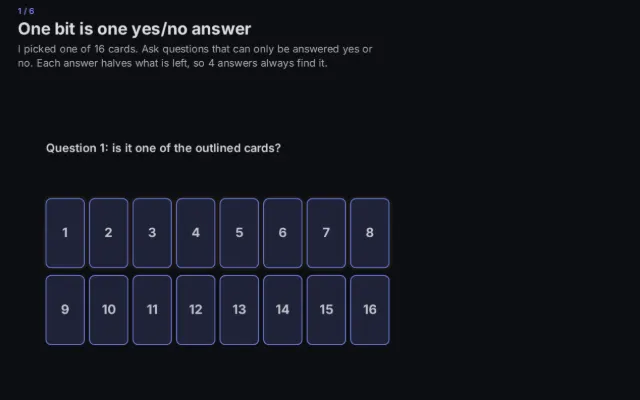 1 / 6
One bit is one yes/no answer
I picked one of 16 cards. Ask questions that can only be answered yes or
no. Each answer halves what is left, so 4 answers always find it.
Question 1: is it one of the outlined cards?
1 2 3 4 5 6 7 8
9 10 11 12 13 14 15 16